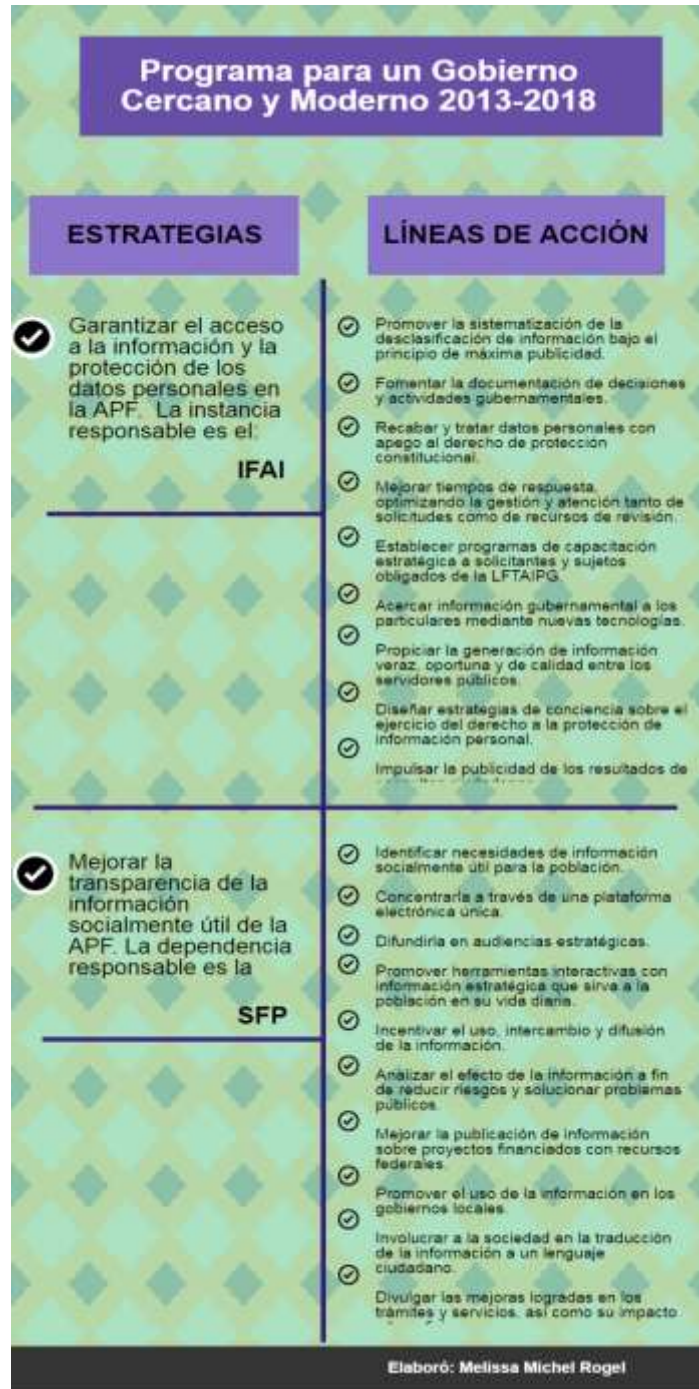 Programa para un Gobierno
Cercano y Moderno 2013-2018
ESTRATEGIAS
LÍNEAS DE ACCIÓN
Garantizar el acceso
a la información y la
protección de los
datos personales en
la APF. La instancia
responsable es el:
IFAI
Promover la sistematización de la
desclasificación de información bajo el
principio de máxima publicidad.
Fomentar la documentación de decisiones
y actividades gubernamentales.
Recabar y tratar datos personales con
apego al derecho de protección
constitucional.
Mejorar tiempos de respuesta,
optimizando la gestión y atención tanto de
solicitudes como de recursos de revisión.
Establecer programas de capacitación
estratégica a solicitantes y sujetos
obligados de la LFTAIPG.
Acercar información gubernamental a los
particulares mediante nuevas tecnologías.
Propiciar la generación de información
veraz, oportuna y de calidad entre los
servidores públicos.
Diseñar estrategias de conciencia sobre el
ejercicio del derecho a la protección de
información personal.
Impulsar la publicidad de los resultados de
Mejorar la
transparencia de la
información
socialmente útil de la
APF. La dependencia
responsable es la
SFP
Identificar necesidades de información
socialmente útil para la población.
Concentrarla a través de una plataforma
electrónica única.
Difundirla en audiencias estratégicas.
Promover herramientas interactivas con
información estratégica que sirva a la
población en su vida diaria.
Incentivar el uso, intercambio y difusión
de la información.
Analizar el efecto de la información a fin
de reducir riesgos y solucionar problemas
públicos.
Mejorar la publicación de información
sobre proyectos financiados con recursos
federales.
Promover el uso de la información en los
gobiernos locales.
Involucrar a la sociedad en la traducción
de la información a un lenguaje
ciudadano.
Divulgar las mejoras logradas en los
trámites y servicios, así como su impacto
Elaboró: Melissa Michel Rogel